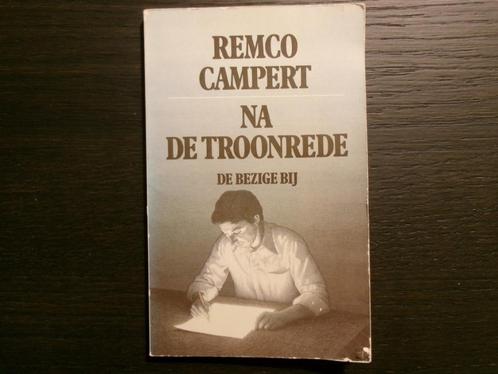 REMCO
CAMPERT
NA
DE TROONREDE
DE BEZIGE BIJ